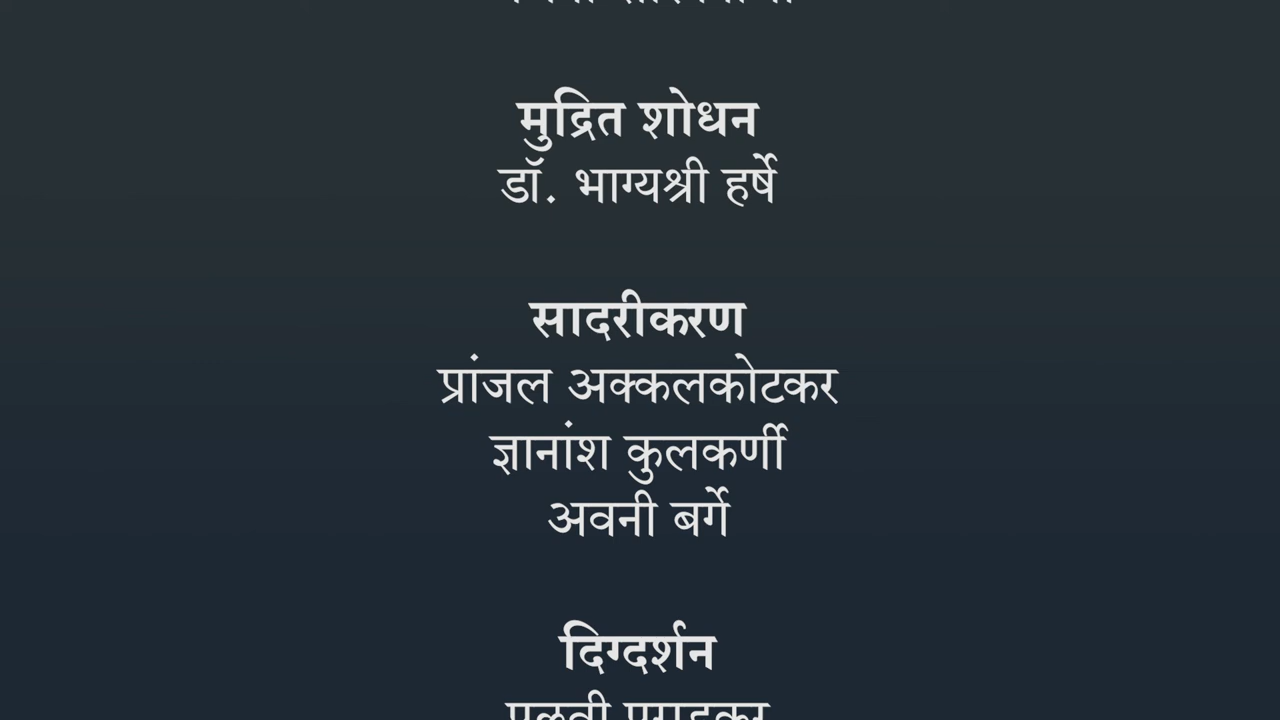 मुद्रित शोधन
डॉ. भाग्यश्री हर्षे
सादरीकरण
प्रांजल अक्कलकोटकर
ज्ञानांश कुलकर्णी
अवनी बर्गे
दिग्दर्शन